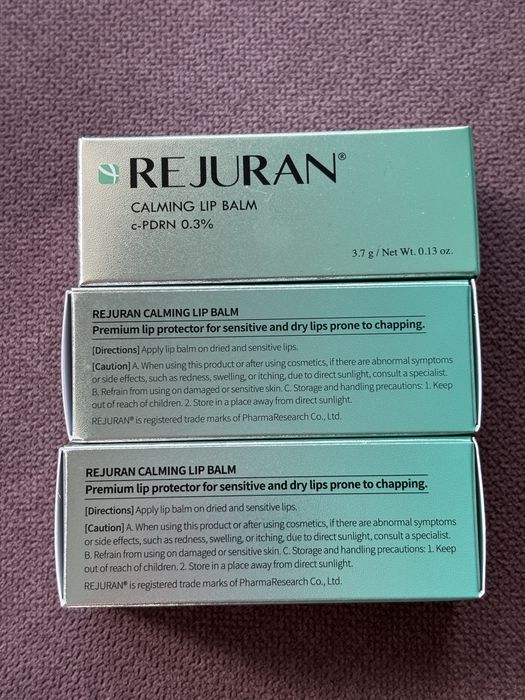 REJURAN®
CALMING LIP BALM
c-PDRN 0.3%
3.7 g / Net Wt. 0.13 oz.
REJURAN CALMING LIP BALM
Premium lip protector for sensitive and dry lips prone to chapping.
[Directions] Apply lip balm on dried and sensitive lips.
[Caution] A. When using this product or after using cosmetics, if there are abnormal symptoms
or side effects, such as redness, swelling, or itching, due to direct sunlight, consult a specialist.
B. Refrain from using on damaged or sensitive skin. C. Storage and handling precautions: 1. Keep
out of reach of children. 2. Store in a place away from direct sunlight.
REJURAN® is registered trade marks of PharmaResearch Co., Ltd.
REJURAN CALMING LIP BALM
Premium lip protector for sensitive and dry lips prone to chapping.
[Directions] Apply lip balm on dried and sensitive lips.
[Caution] A. When using this product or after using cosmetics, if there are abnormal symptoms
or side effects, such as redness, swelling, or itching, due to direct sunlight, consult a specialist.
B. Refrain from using on damaged or sensitive skin. C. Storage and handling precautions: 1. Keep
out of reach of children. 2. Store in a place away from direct sunlight.
REJURAN® is registered trade marks of PharmaResearch Co., Ltd.